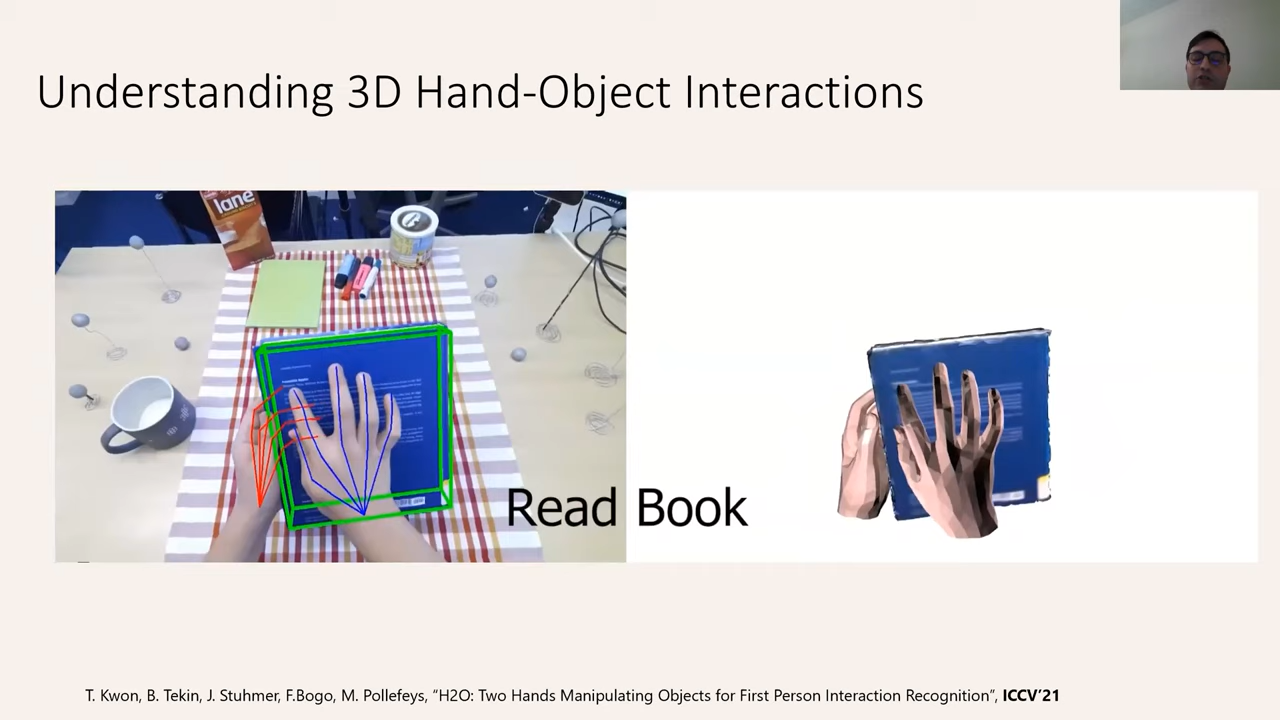 Understanding 3D Hand-Object Interactions
lane
Read Book
T. Kwon, B. Tekin, J. Stuhmer, F.Bogo, M. Pollefeys, “H2O: Two Hands Manipulating Objects for First Person Interaction Recognition”, ICCV’21